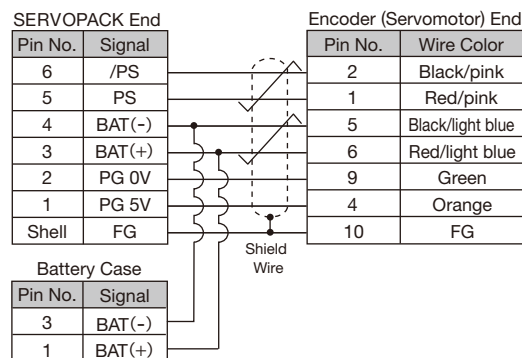 SERVOPACK End
Pin No. Signal
6 /PS
5 PS
4 BAT(-)
3 BAT(+)
2 PG 0V
1 PG 5V
Shell FG
Encoder (Servomotor) End
Pin No. Wire Color
2 Black/pink
1 Red/pink
5 Black/light blue
6 Red/light blue
9 Green
4 Orange
10 FG
Shield
Wire
Battery Case
Pin No. Signal
3 BAT(-)
1 BAT(+)